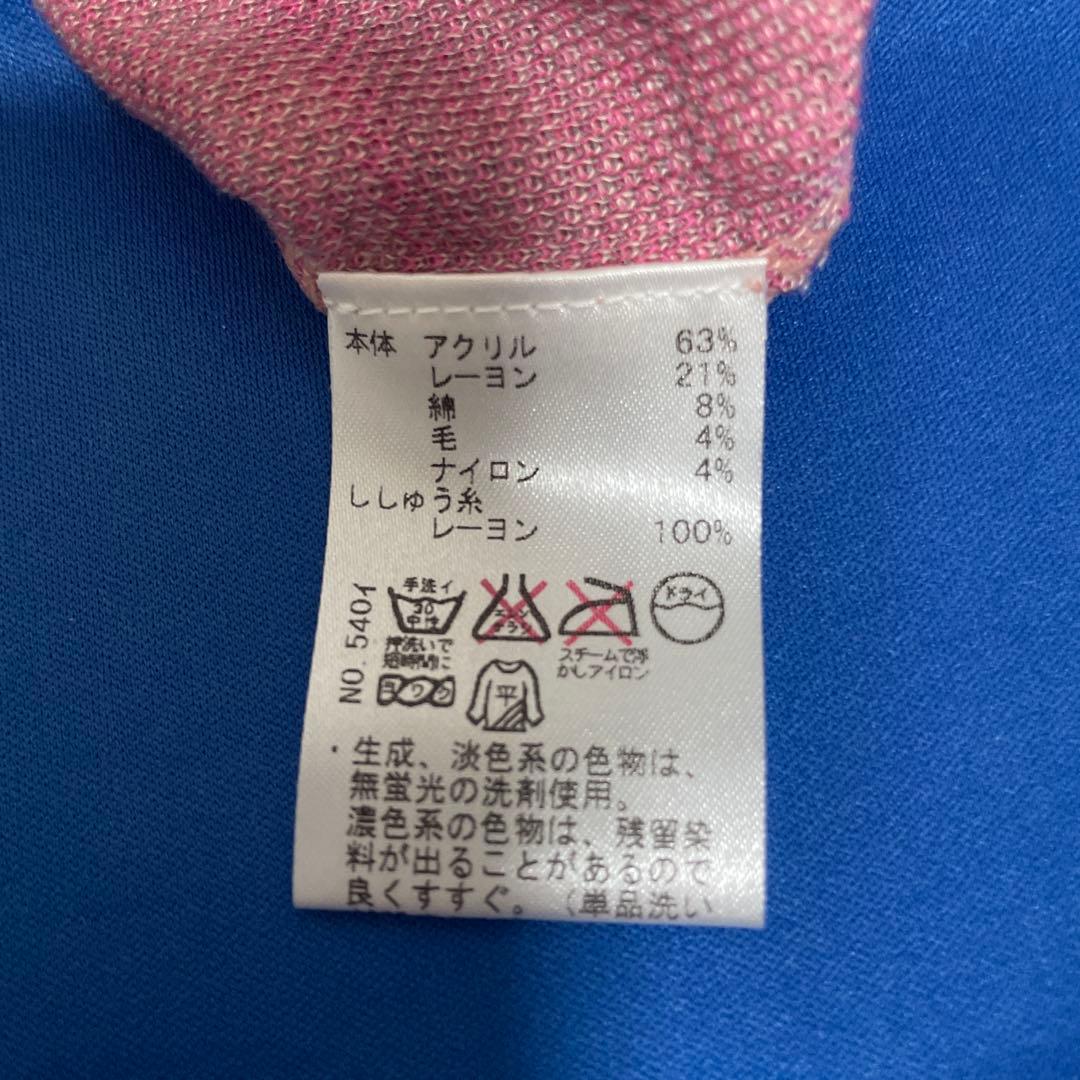 本体 アクリル 63%
レーヨン 21%
綿 8%
毛 4%
ナイロン 4%
ししゅう糸
レーヨン 100%
NO. 5401
手洗イ
30
中性
押洗いで
短時間に
ヨワク
エンソ
サラシ
スチームで浮
かしアイロン
ドライ
平
・生成、淡色系の色物は、
無蛍光の洗剤使用。
濃色系の色物は、残留染
料が出ることがあるので
良くすすぐ。(単品洗い